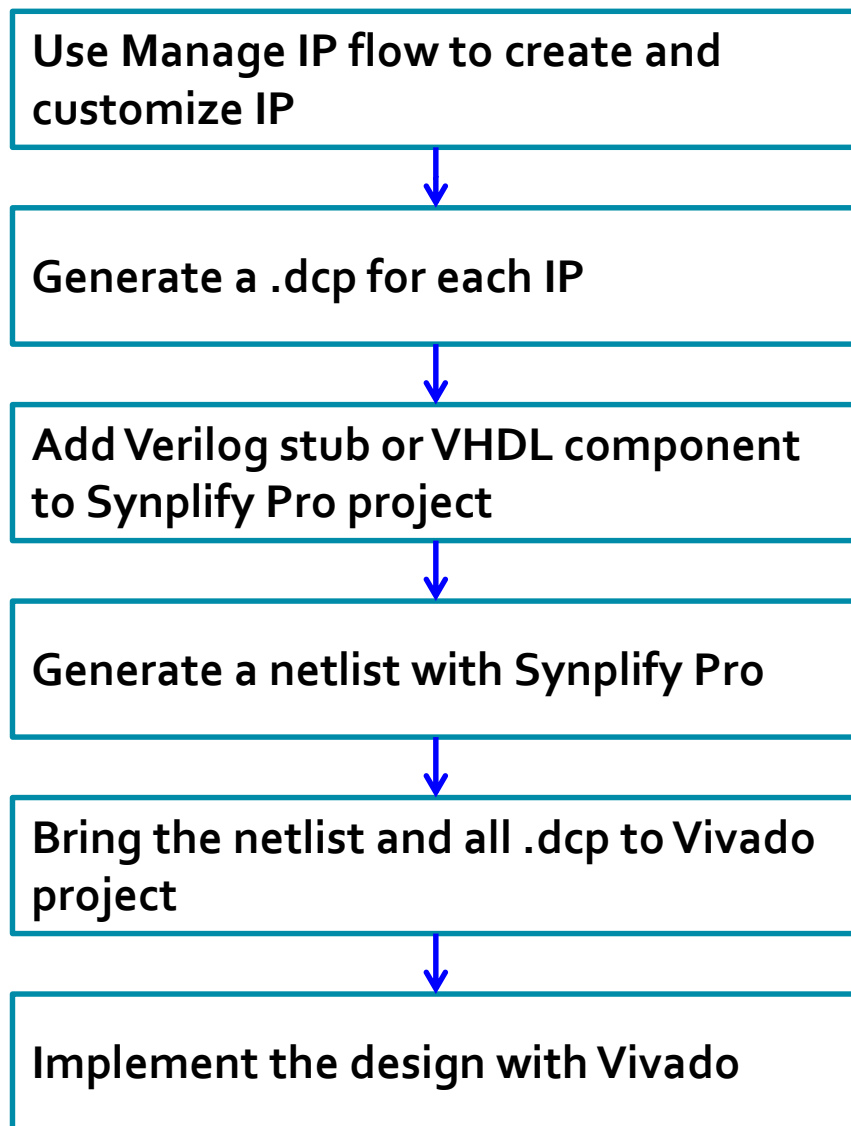 Use Manage IP flow to create and
customize IP
Generate a .dcp for each IP
Add Verilog stub or VHDL component
to Synplify Pro project
Generate a netlist with Synplify Pro
Bring the netlist and all .dcp to Vivado
project
Implement the design with Vivado